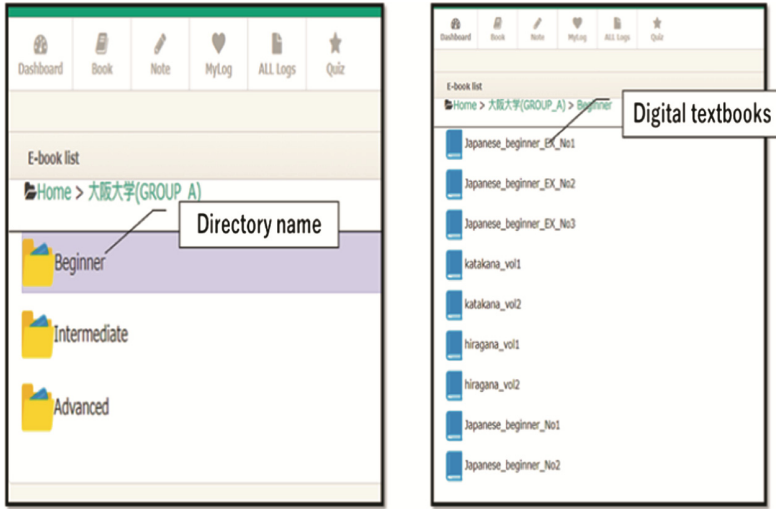 Dashboard Book Note MyLog ALL Logs Quiz
E-book list
Home > 大阪大学(GROUP_A)
Directory name
Beginner
Intermediate
Advanced
Dashboard Book Note MyLog ALL Logs Quiz
E-book list
Home > 大阪大学(GROUP_A) > Beginner
Digital textbooks
Japanese_beginner_EX_No1
Japanese_beginner_EX_No2
Japanese_beginner_EX_No3
katakana_vol1
katakana_vol2
hiragana_vol1
hiragana_vol2
Japanese_beginner_No1
Japanese_beginner_No2